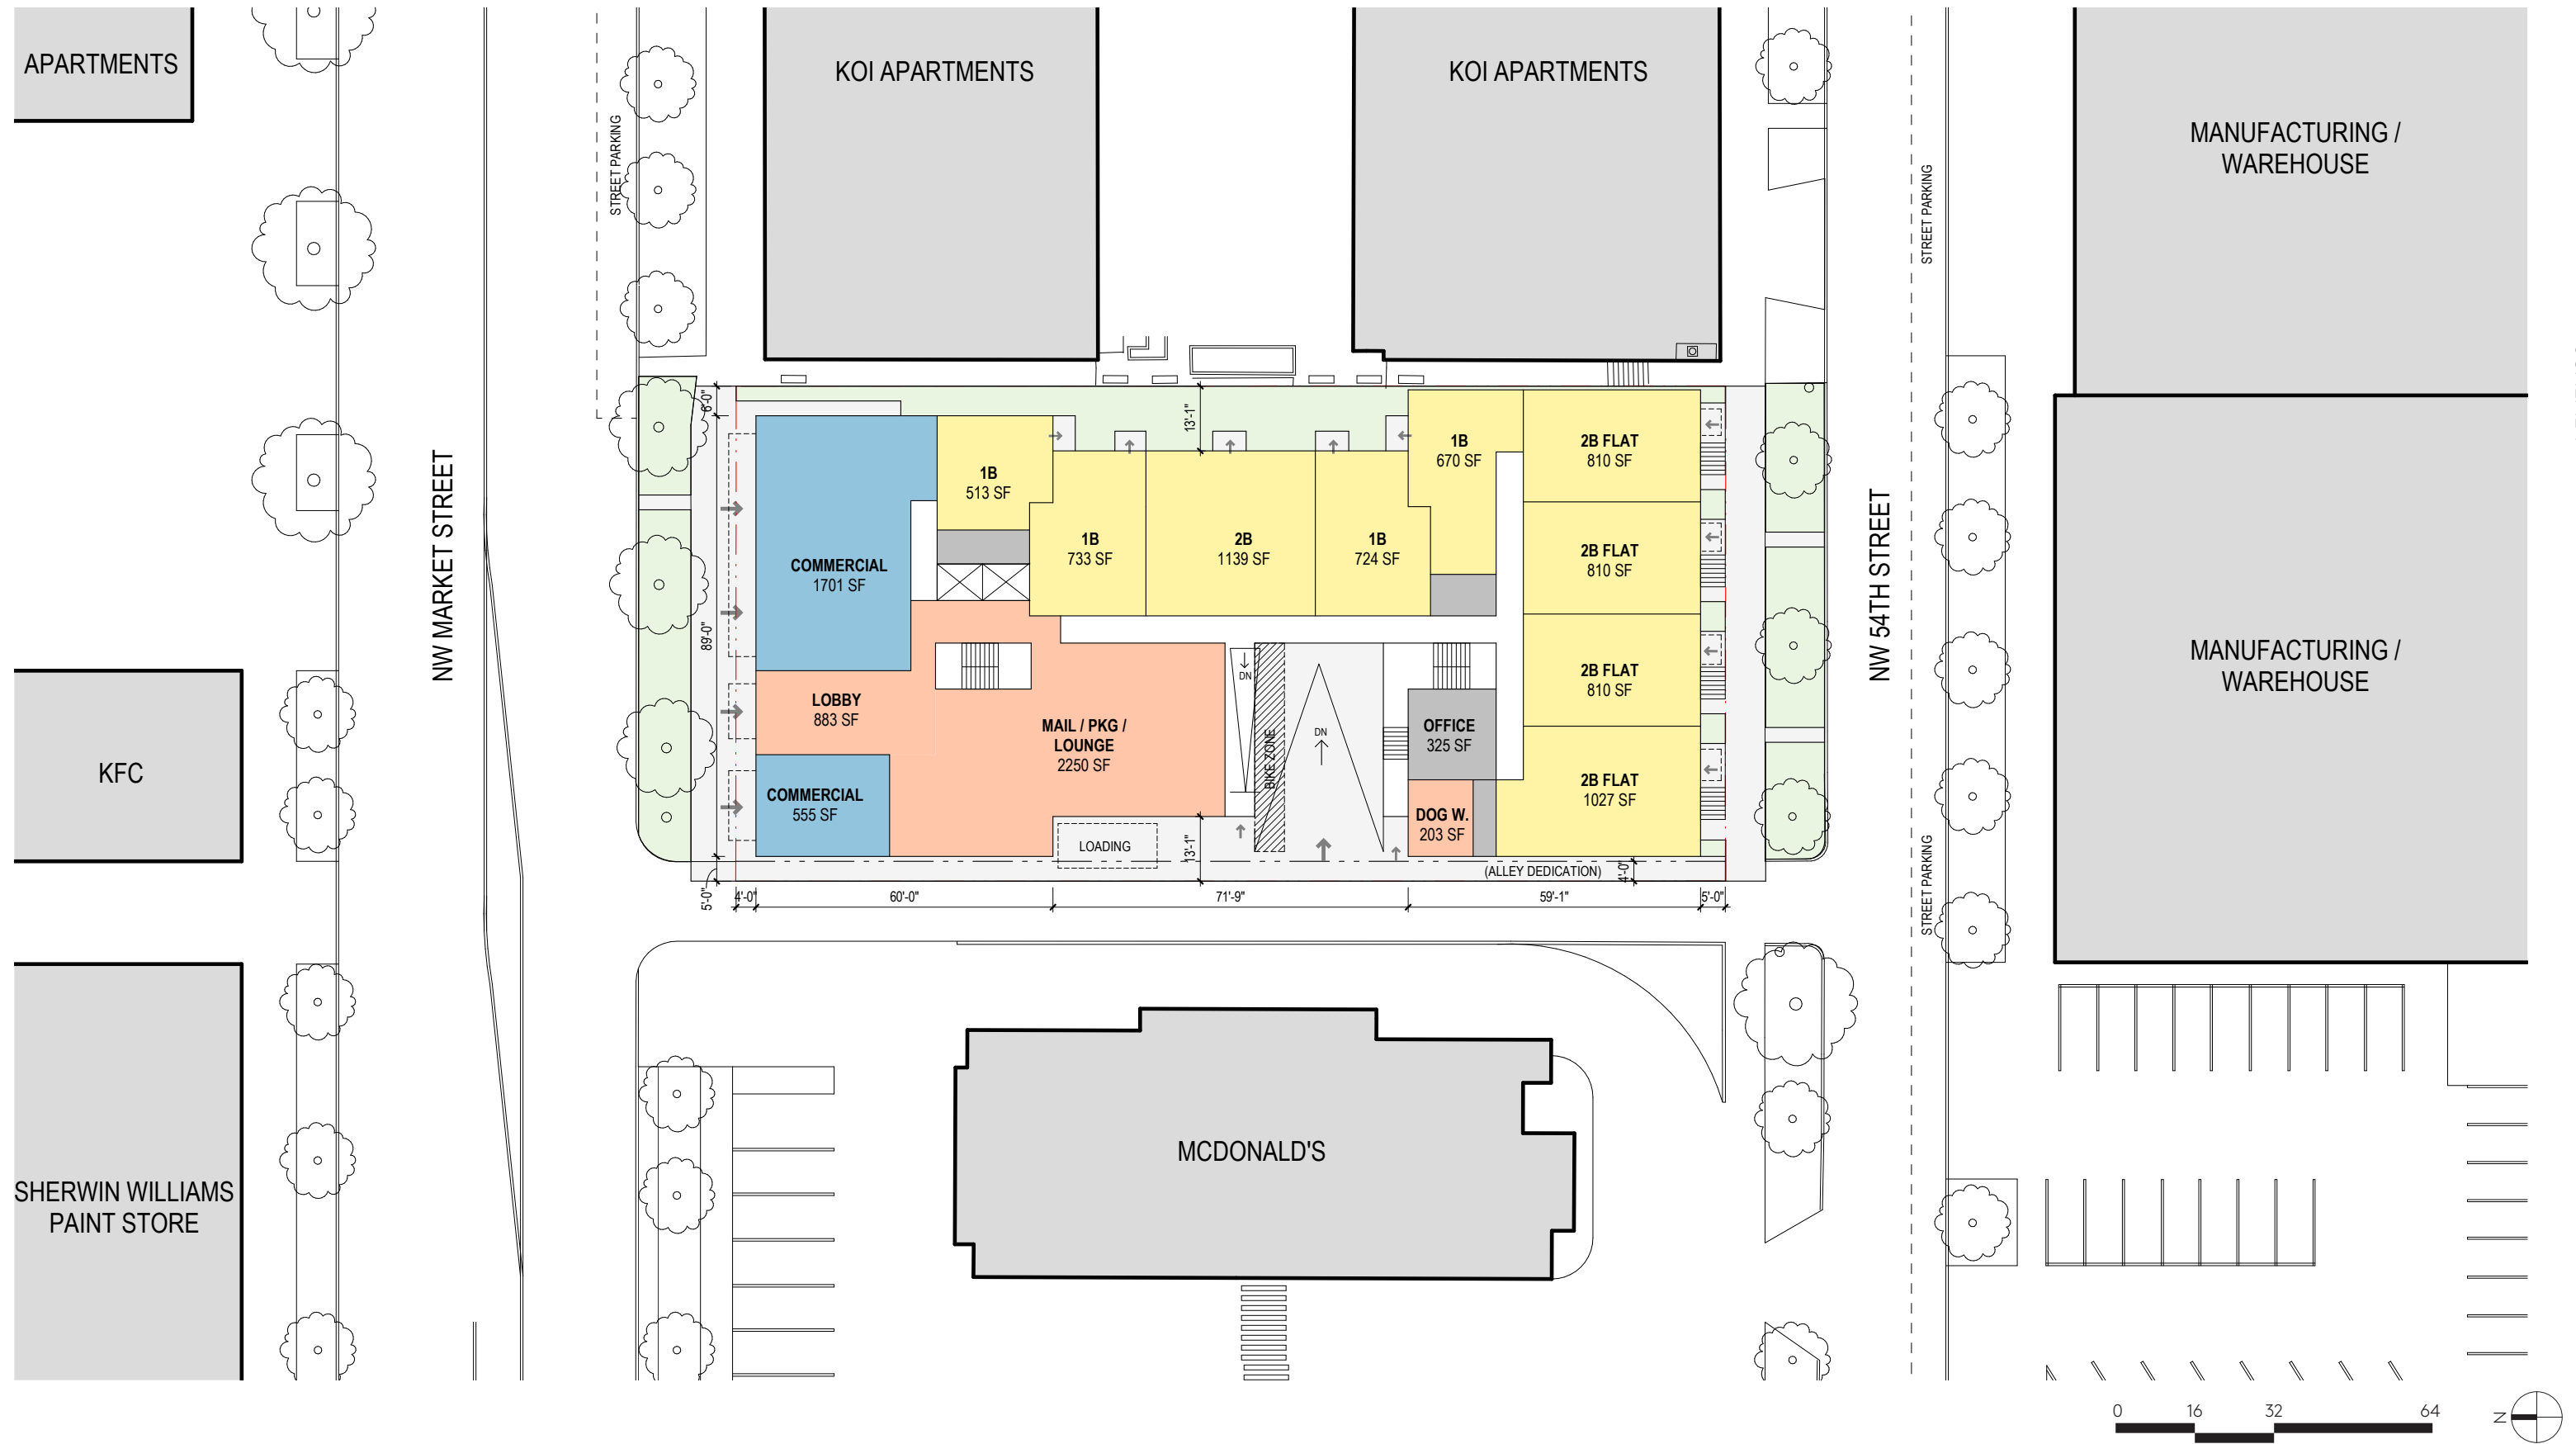 APARTMENTS
KOI APARTMENTS
KOI APARTMENTS
MANUFACTURING /
WAREHOUSE
STREET PARKING
STREET PARKING
NW MARKET STREET
NW 54TH STREET
6'-0"
13'-1"
1B
513 SF
1B
670 SF
2B FLAT
810 SF
COMMERCIAL
1701 SF
1B
733 SF
2B
1139 SF
1B
724 SF
2B FLAT
810 SF
89'-0"
LOBBY
883 SF
MAIL / PKG /
LOUNGE
2250 SF
DN
BIKE ZONE
DN
OFFICE
325 SF
2B FLAT
810 SF
MANUFACTURING /
WAREHOUSE
KFC
COMMERCIAL
555 SF
DOG W.
203 SF
2B FLAT
1027 SF
LOADING
13'-1"
(ALLEY DEDICATION)
4'-0"
STREET PARKING
5'-0"
4'-0"
60'-0"
71'-9"
59'-1"
5'-0"
MCDONALD'S
SHERWIN WILLIAMS
PAINT STORE
0 16 32 64
N